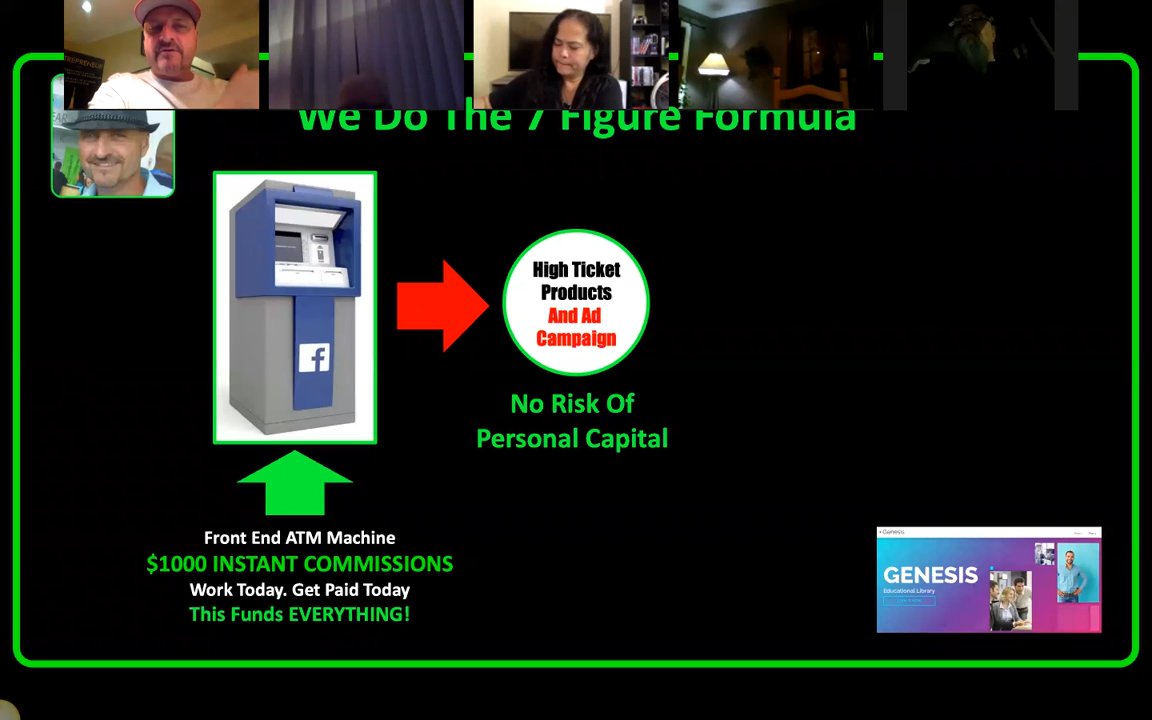 We Do The 7 Figure Formula
High Ticket
Products
And Ad
Campaign
No Risk Of
Personal Capital
Front End ATM Machine
$1000 INSTANT COMMISSIONS
Work Today. Get Paid Today
This Funds EVERYTHING!
Genesis
GENESIS
Educational Library